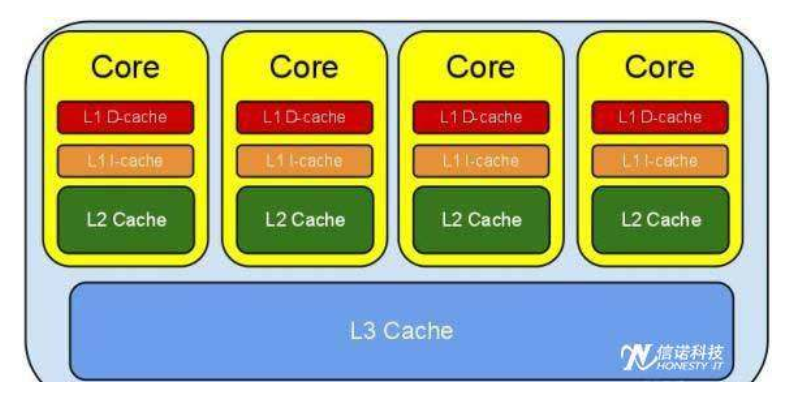 Core Core Core Core
L1 D-cache L1 D-cache L1 D-cache L1 D-cache
L1 I-cache L1 I-cache L1 I-cache L1 I-cache
L2 Cache L2 Cache L2 Cache L2 Cache
L3 Cache
信诺科技
HONESTY IT